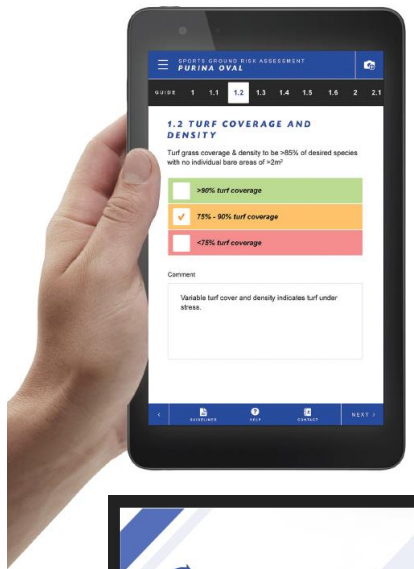 SPORTS GROUND RISK ASSESSMENT
PURINA OVAL
GUIDE 1 1.1 1.2 1.3 1.4 1.5 1.6 2 2.1
1.2 TURF COVERAGE AND
DENSITY
Turf grass coverage & density to be >85% of desired species
with no individual bare areas of >2m²
>90% turf coverage
75% - 90% turf coverage
<75% turf coverage
Comment
Variable turf cover and density indicates turf under
stress.
GUIDELINES HELP CONTACT NEXT >